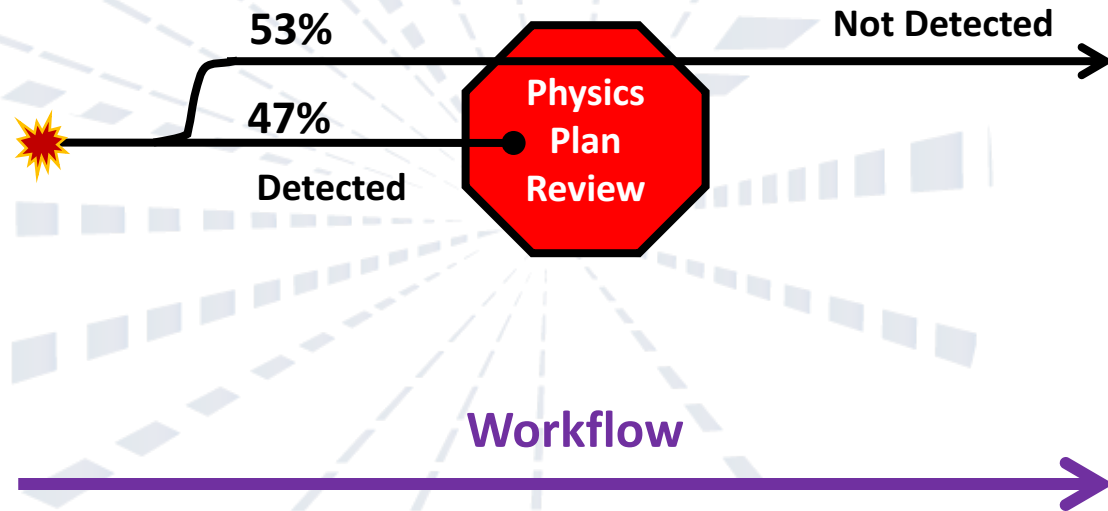 53%
Not Detected
47%
Detected
Physics
Plan
Review
Workflow